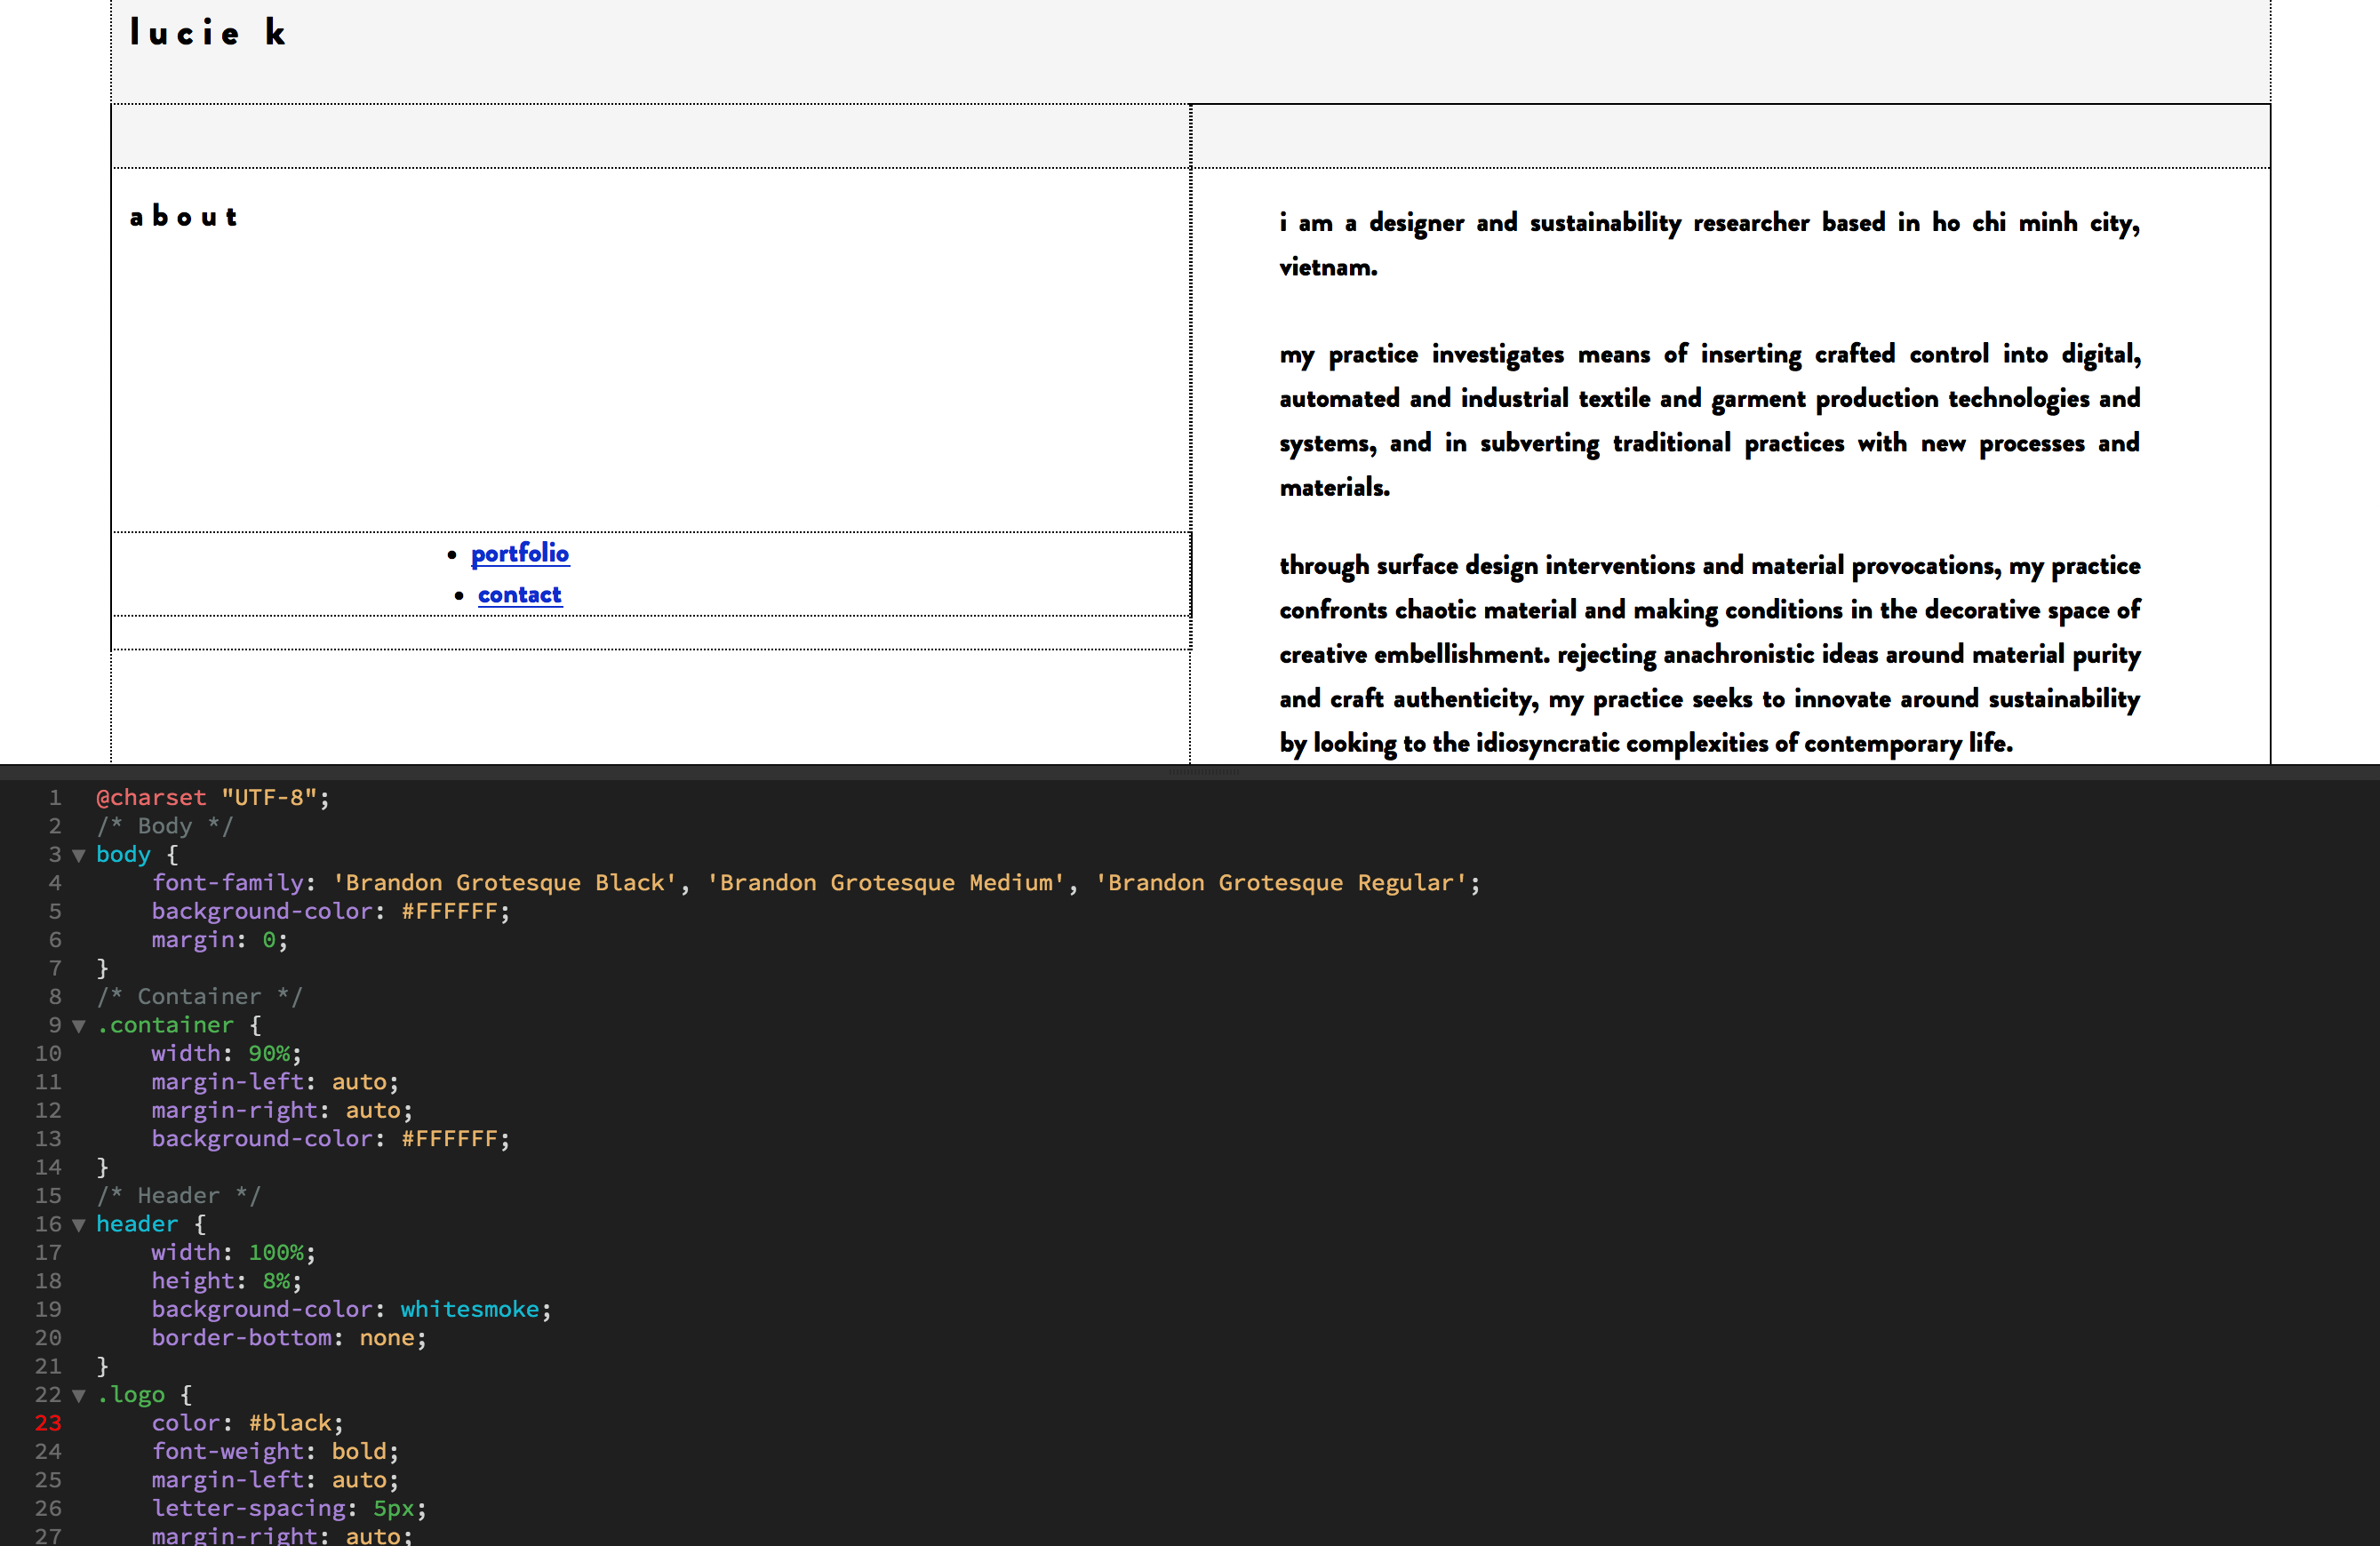 lucie k
about
i am a designer and sustainability researcher based in ho chi minh city,
vietnam.
my practice investigates means of inserting crafted control into digital,
automated and industrial textile and garment production technologies and
systems, and in subverting traditional practices with new processes and
materials.
through surface design interventions and material provocations, my practice
confronts chaotic material and making conditions in the decorative space of
creative embellishment. rejecting anachronistic ideas around material purity
and craft authenticity, my practice seeks to innovate around sustainability
by looking to the idiosyncratic complexities of contemporary life.
• portfolio
• contact
1 @charset "UTF-8";
2 /* Body */
3 ▼ body {
4 font-family: 'Brandon Grotesque Black', 'Brandon Grotesque Medium', 'Brandon Grotesque Regular';
5 background-color: #FFFFFF;
6 margin: 0;
7 }
8 /* Container */
9 ▼ .container {
10 width: 90%;
11 margin-left: auto;
12 margin-right: auto;
13 background-color: #FFFFFF;
14 }
15 /* Header */
16 ▼ header {
17 width: 100%;
18 height: 8%;
19 background-color: whitesmoke;
20 border-bottom: none;
21 }
22 ▼ .logo {
23 color: #black;
24 font-weight: bold;
25 margin-left: auto;
26 letter-spacing: 5px;
27 margin-right: auto;